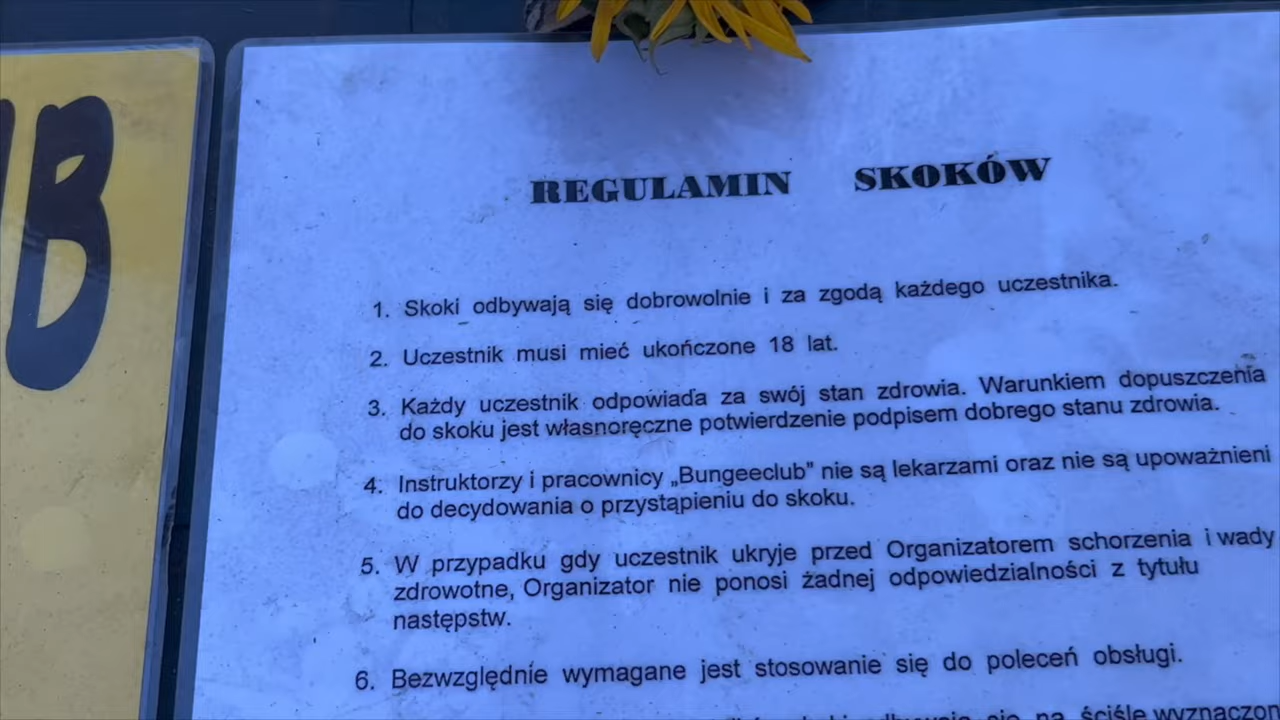 B
REGULAMIN SKOKÓW
1. Skoki odbywają się dobrowolnie i za zgodą każdego uczestnika.
2. Uczestnik musi mieć ukończone 18 lat.
3. Każdy uczestnik odpowiada za swój stan zdrowia. Warunkiem dopuszczenia
do skoku jest własnoręczne potwierdzenie podpisem dobrego stanu zdrowia.
4. Instruktorzy i pracownicy „Bungeeclub" nie są lekarzami oraz nie są upoważnieni
do decydowania o przystąpieniu do skoku.
5. W przypadku gdy uczestnik ukryje przed Organizatorem schorzenia i wady
zdrowotne, Organizator nie ponosi żadnej odpowiedzialności z tytułu
następstw.
6. Bezwzględnie wymagane jest stosowanie się do poleceń obsługi.
na ściśle wyznaczon